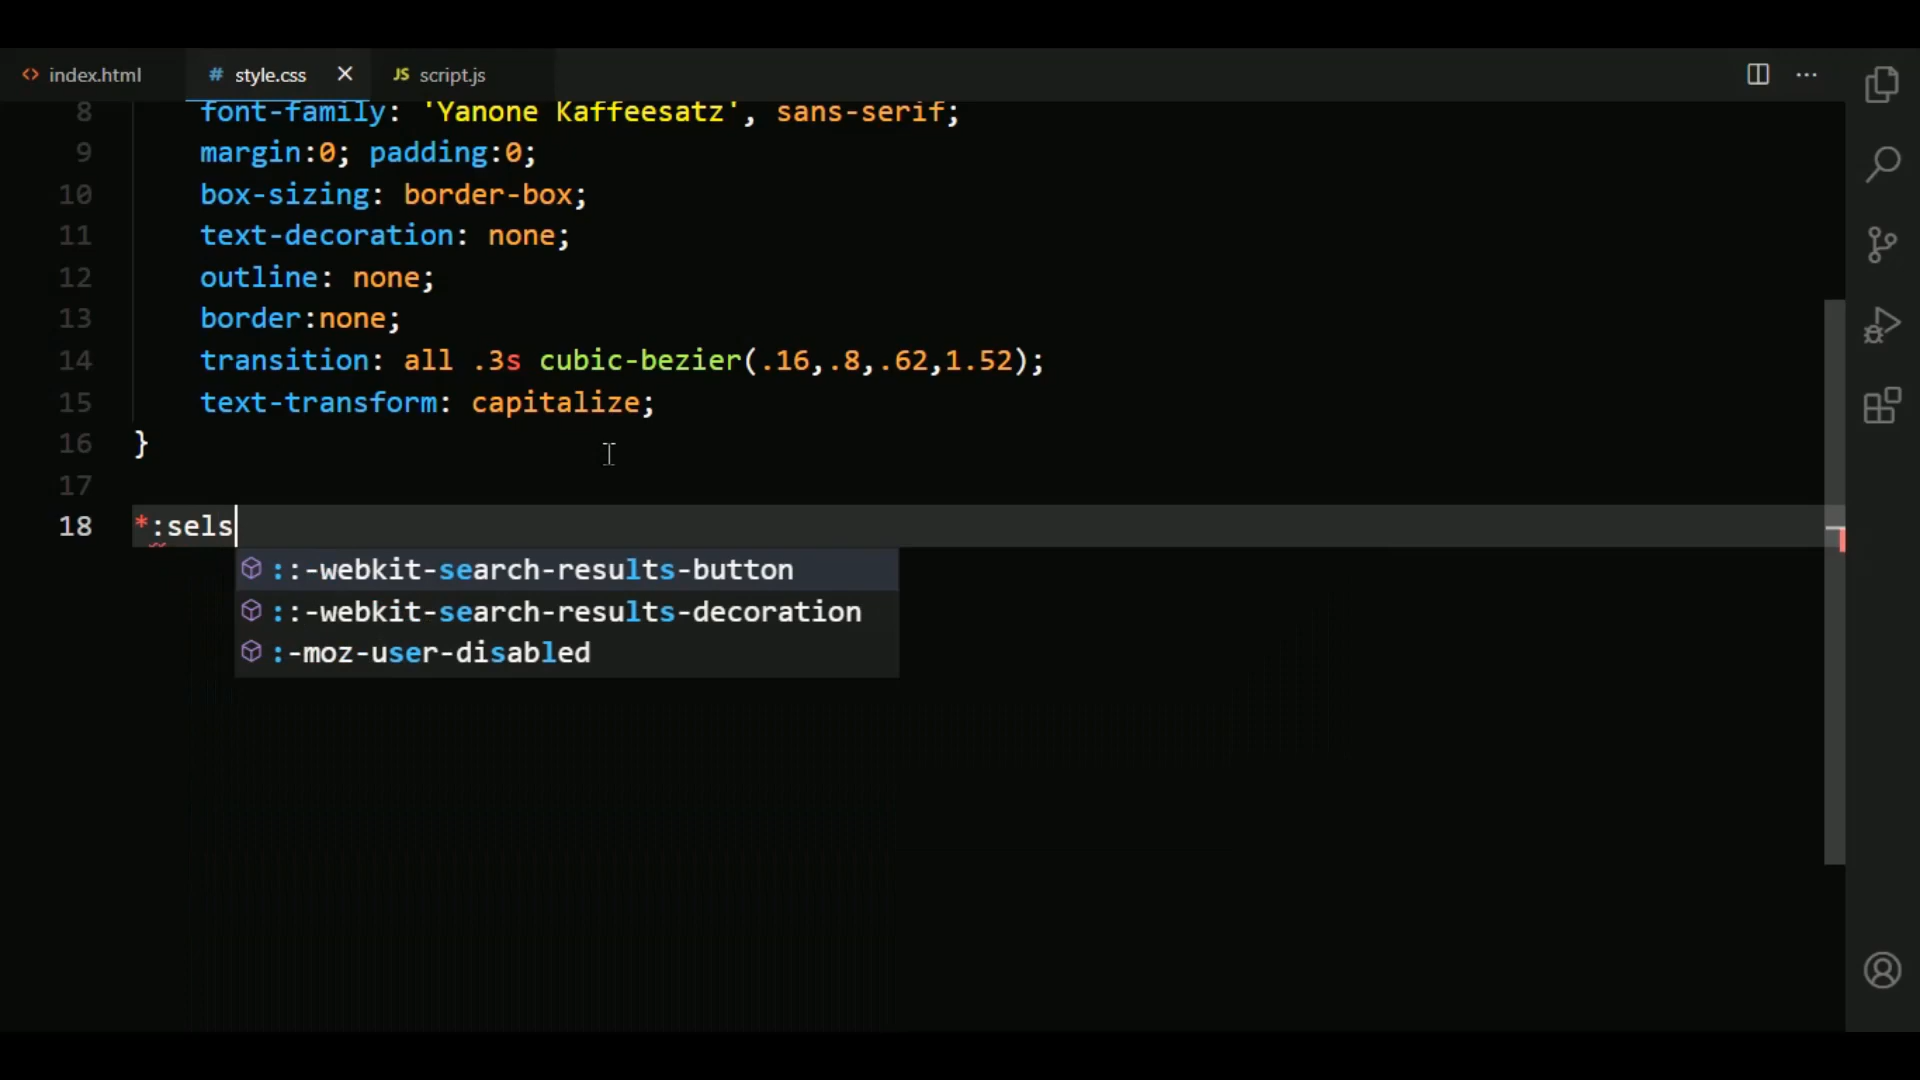 index.html style.css script.js
8 font-family: 'Yanone Kaffeesatz', sans-serif;
9 margin:0; padding:0;
10 box-sizing: border-box;
11 text-decoration: none;
12 outline: none;
13 border:none;
14 transition: all .3s cubic-bezier(.16,.8,.62,1.52);
15 text-transform: capitalize;
16 }
17
18 *:sels
::-webkit-search-results-button
::-webkit-search-results-decoration
:-moz-user-disabled